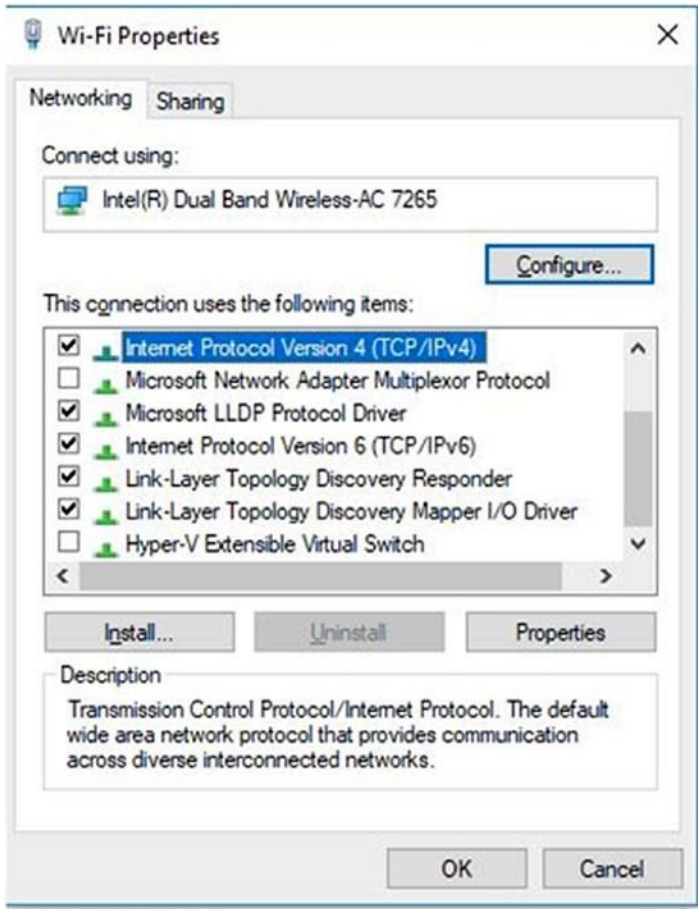 Wi-Fi Properties
Networking
Sharing
Connect using:
Intel(R) Dual Band Wireless-AC 7265
Configure...
This connection uses the following items:
Internet Protocol Version 4 (TCP/IPv4)
Microsoft Network Adapter Multiplexor Protocol
Microsoft LLDP Protocol Driver
Internet Protocol Version 6 (TCP/IPv6)
Link-Layer Topology Discovery Responder
Link-Layer Topology Discovery Mapper I/O Driver
Hyper-V Extensible Virtual Switch
Install...
Uninstall
Properties
Description
Transmission Control Protocol/Internet Protocol. The default
wide area network protocol that provides communication
across diverse interconnected networks.
OK
Cancel